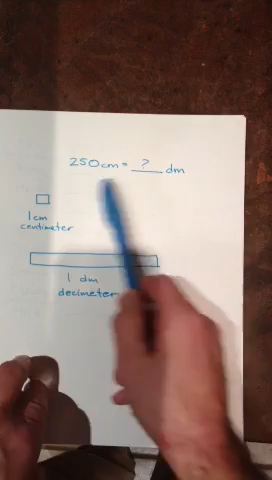 250cm = ? dm
1cm
centimeter
1 dm
decimeter